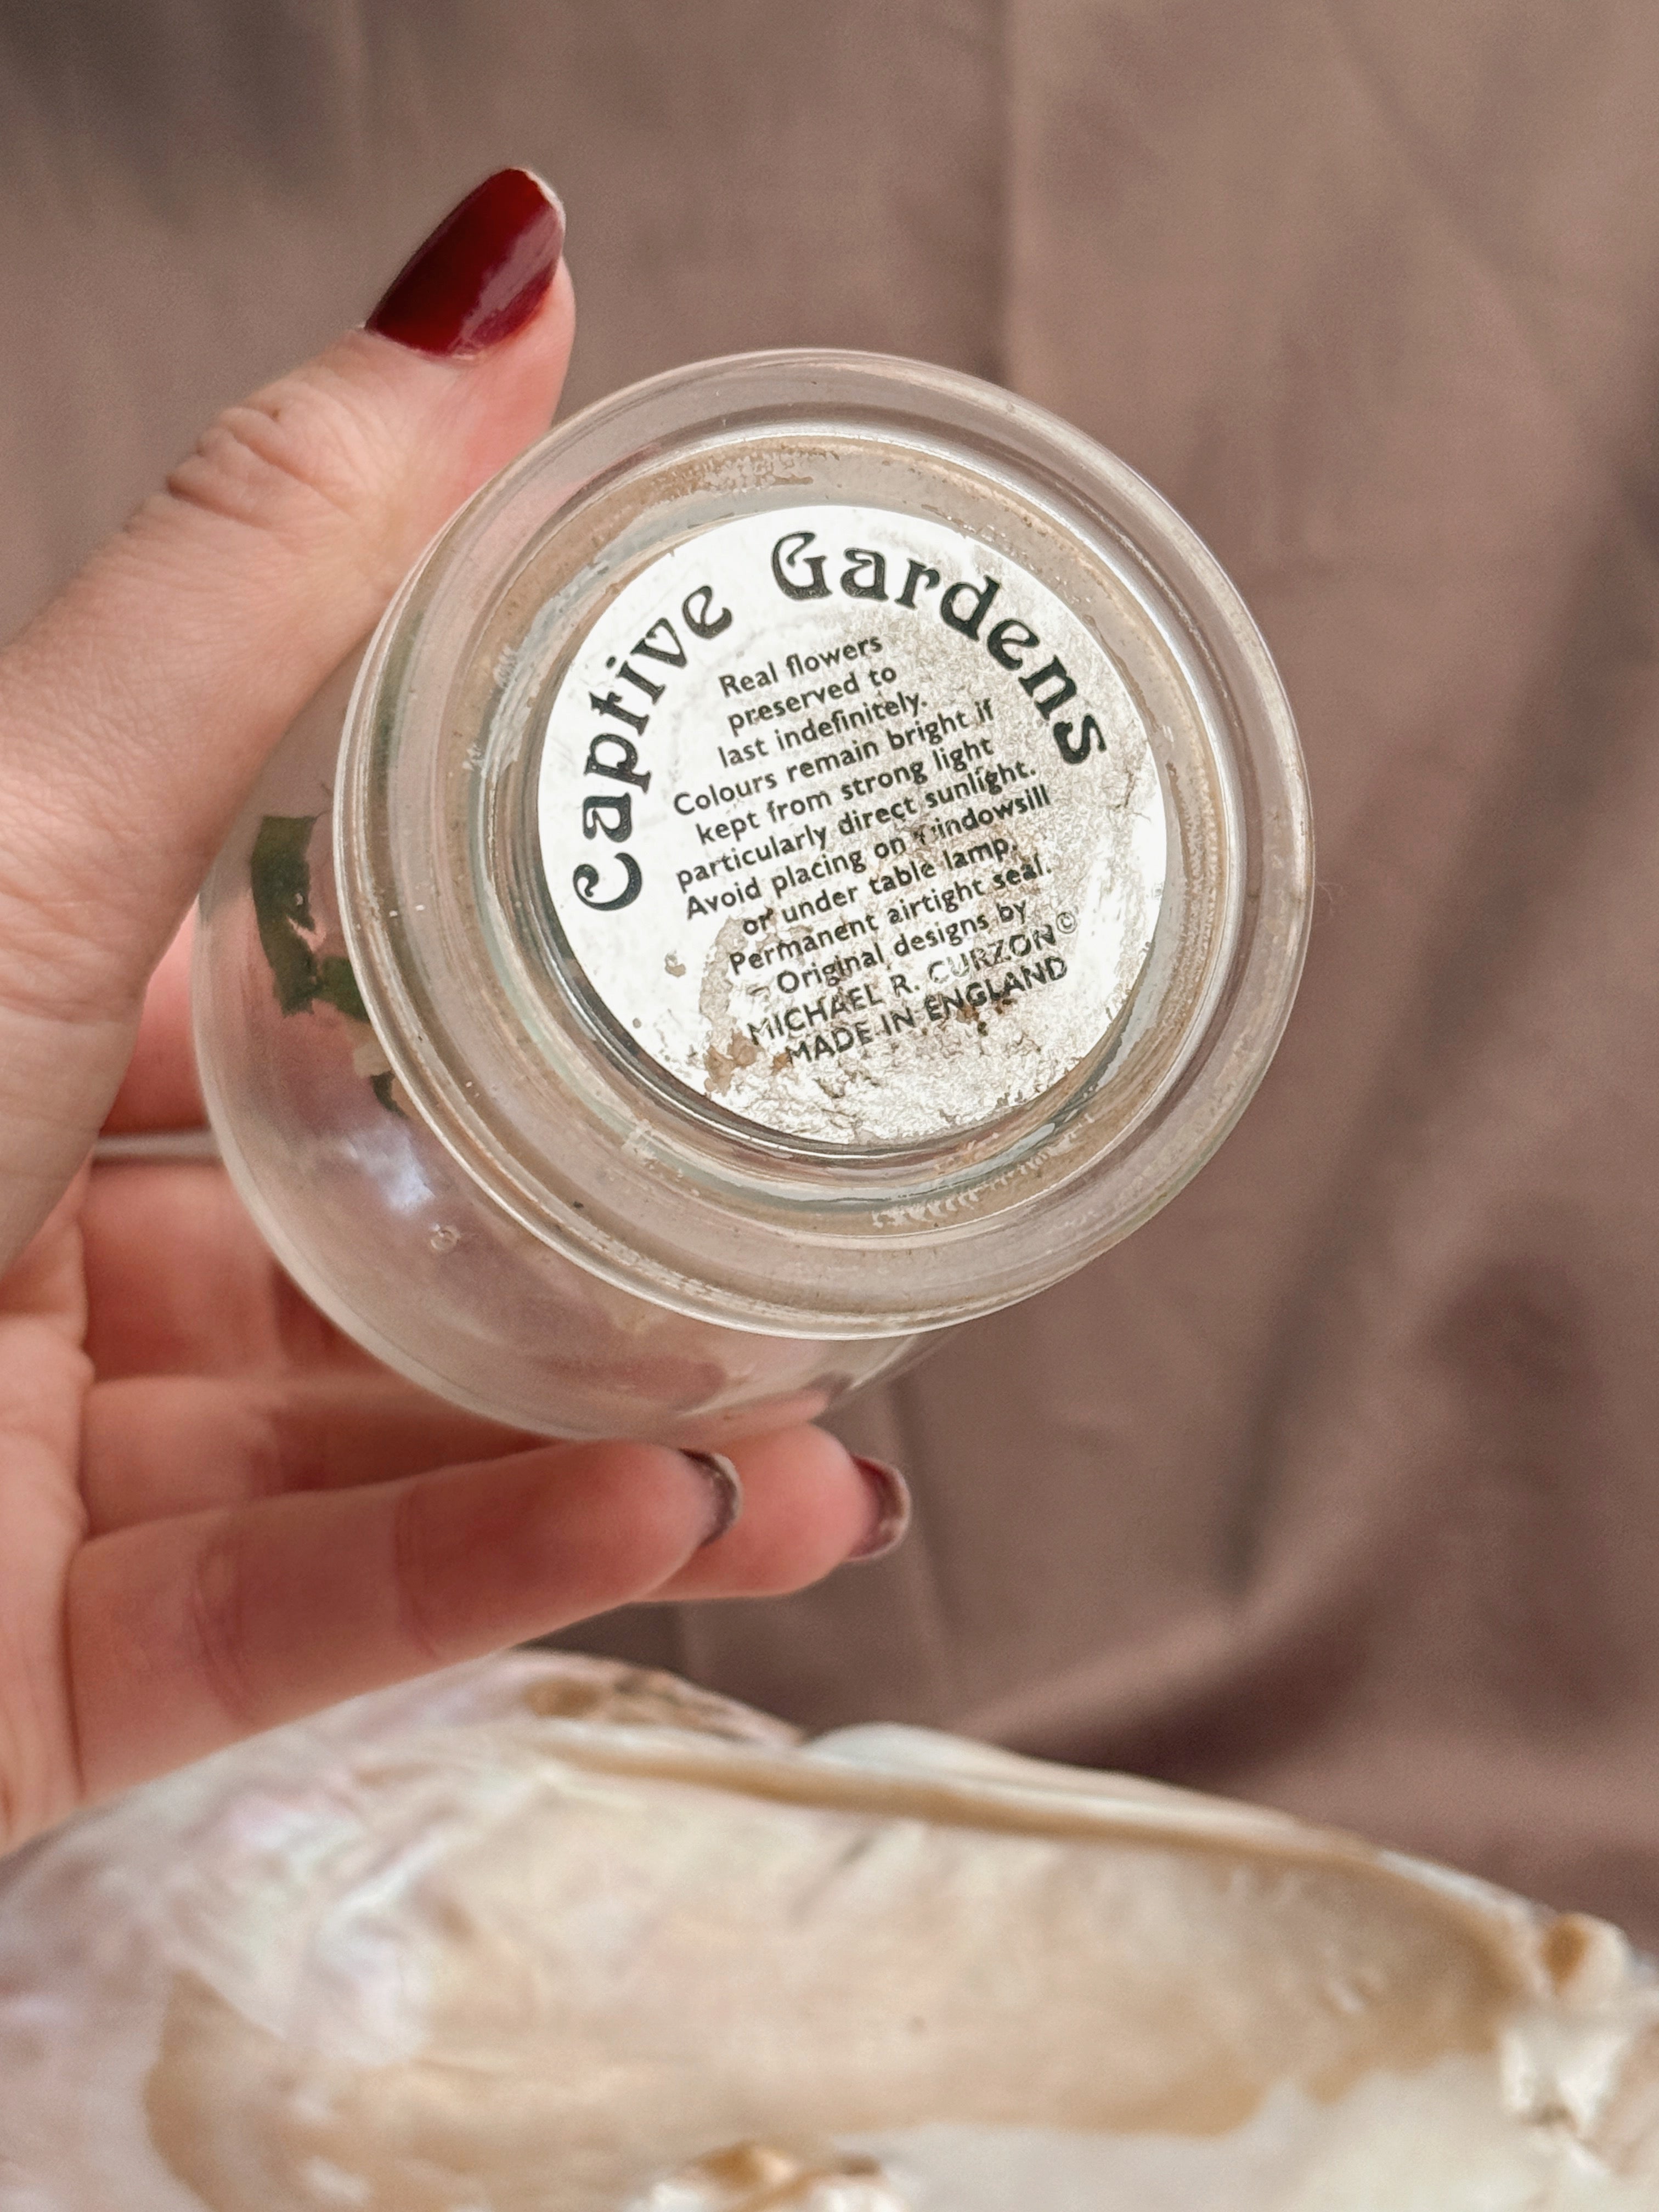 Captive Gardens
Real flowers
preserved to
last indefinitely.
Colours remain bright if
kept from strong light
particularly direct sunlight.
Avoid placing on windowsill
or under table lamp.
Permanent airtight seal.
Original designs by
MICHAEL R. CURZON©
MADE IN ENGLAND